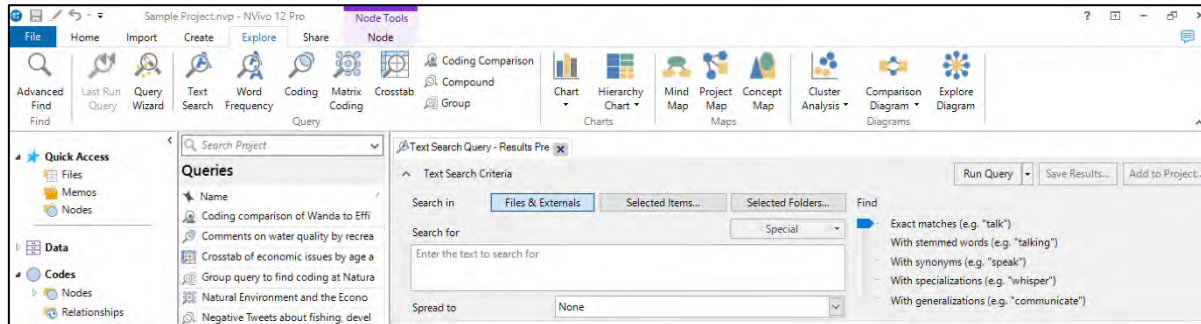 Sample Project.nvp - NVivo 12 Pro
Node Tools
?
File Home Import Create Explore Share Node
Advanced Find
Last Run Query
Query Wizard
Text Search
Word Frequency
Coding
Matrix Coding
Crosstab
Coding Comparison
Compound
Group
Chart
Hierarchy Chart
Mind Map
Project Map
Concept Map
Cluster Analysis
Comparison Diagram
Explore Diagram
Find
Query
Charts
Maps
Diagrams
Quick Access
Files
Memos
Nodes
Data
Codes
Nodes
Relationships
Search Project
Queries
Name
Coding comparison of Wanda to Effi
Comments on water quality by recrea
Crosstab of economic issues by age a
Group query to find coding at Natura
Natural Environment and the Econo
Negative Tweets about fishing, devel
Text Search Query - Results Pre
Text Search Criteria
Run Query
Save Results...
Add to Project...
Search in
Files & Externals
Selected Items...
Selected Folders...
Search for
Special
Enter the text to search for
Spread to
None
Find
Exact matches (e.g. "talk")
With stemmed words (e.g. "talking")
With synonyms (e.g. "speak")
With specializations (e.g. "whisper")
With generalizations (e.g. "communicate")